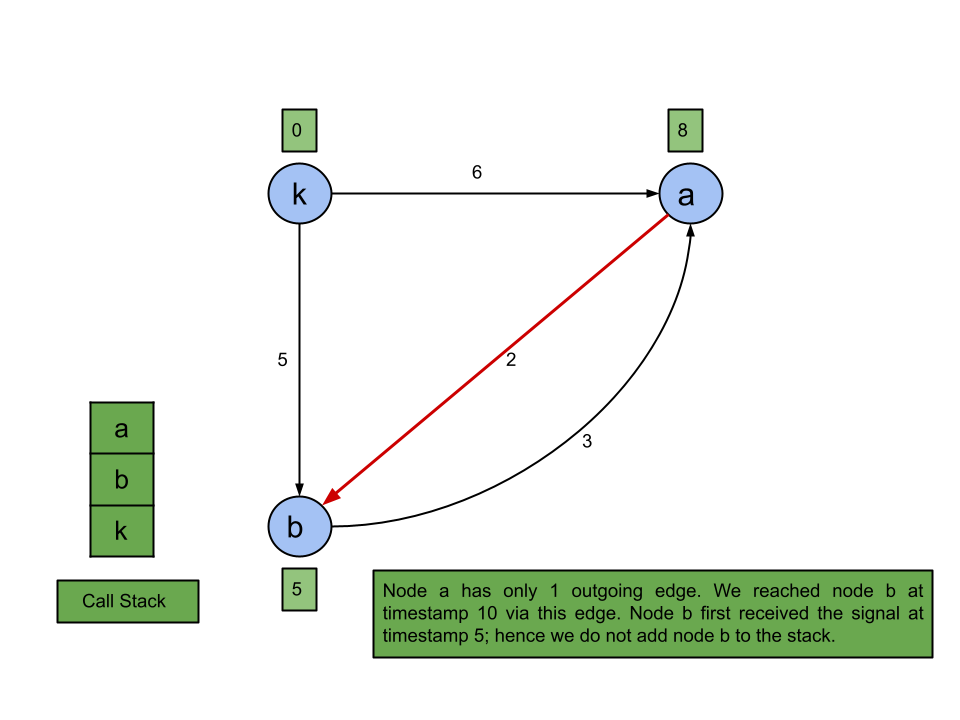 0
8
k
6
a
5
2
3
a
b
k
b
5
Call Stack
Node a has only 1 outgoing edge. We reached node b at
timestamp 10 via this edge. Node b first received the signal at
timestamp 5; hence we do not add node b to the stack.